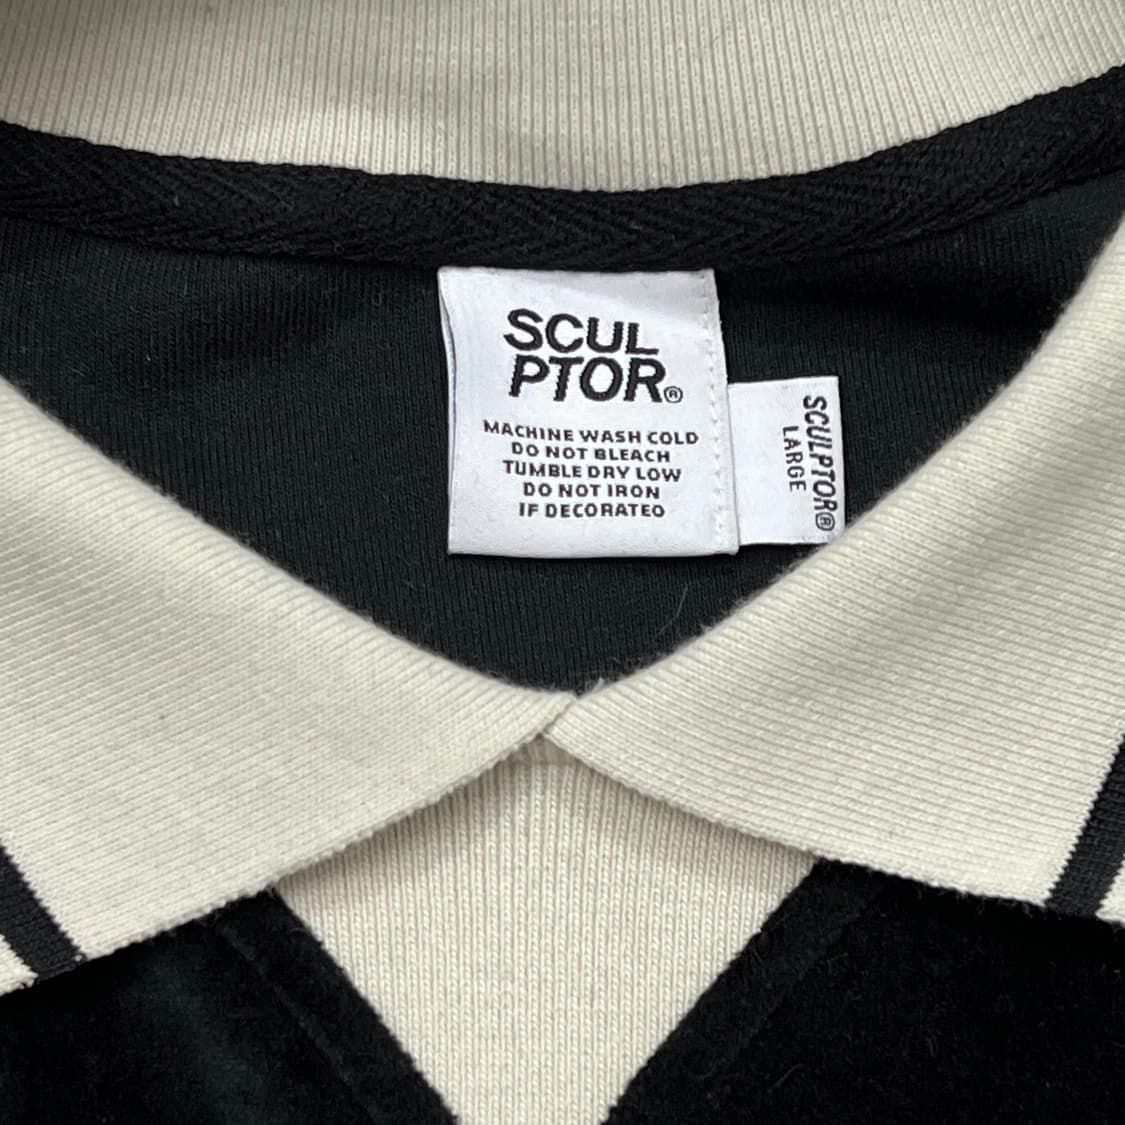 SCUL
PTOR®
MACHINE WASH COLD
DO NOT BLEACH
TUMBLE DRY LOW
DO NOT IRON
IF DECORATED
SCULPTOR®
LARGE